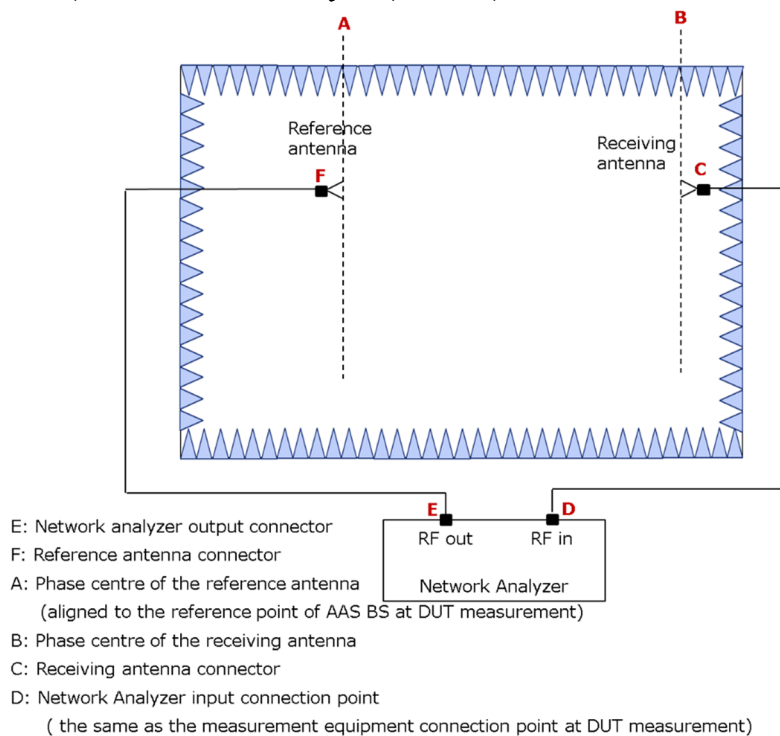 A
B
Reference
antenna
Receiving
antenna
F
C
E
D
RF out
RF in
Network Analyzer
E: Network analyzer output connector
F: Reference antenna connector
A: Phase centre of the reference antenna
(aligned to the reference point of AAS BS at DUT measurement)
B: Phase centre of the receiving antenna
C: Receiving antenna connector
D: Network Analyzer input connection point
( the same as the measurement equipment connection point at DUT measurement)